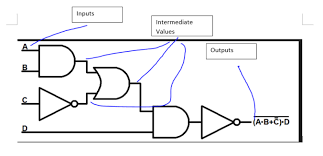 Inputs
Intermediate
Values
Outputs
A
B
C
D
(A·B+C̅)·D